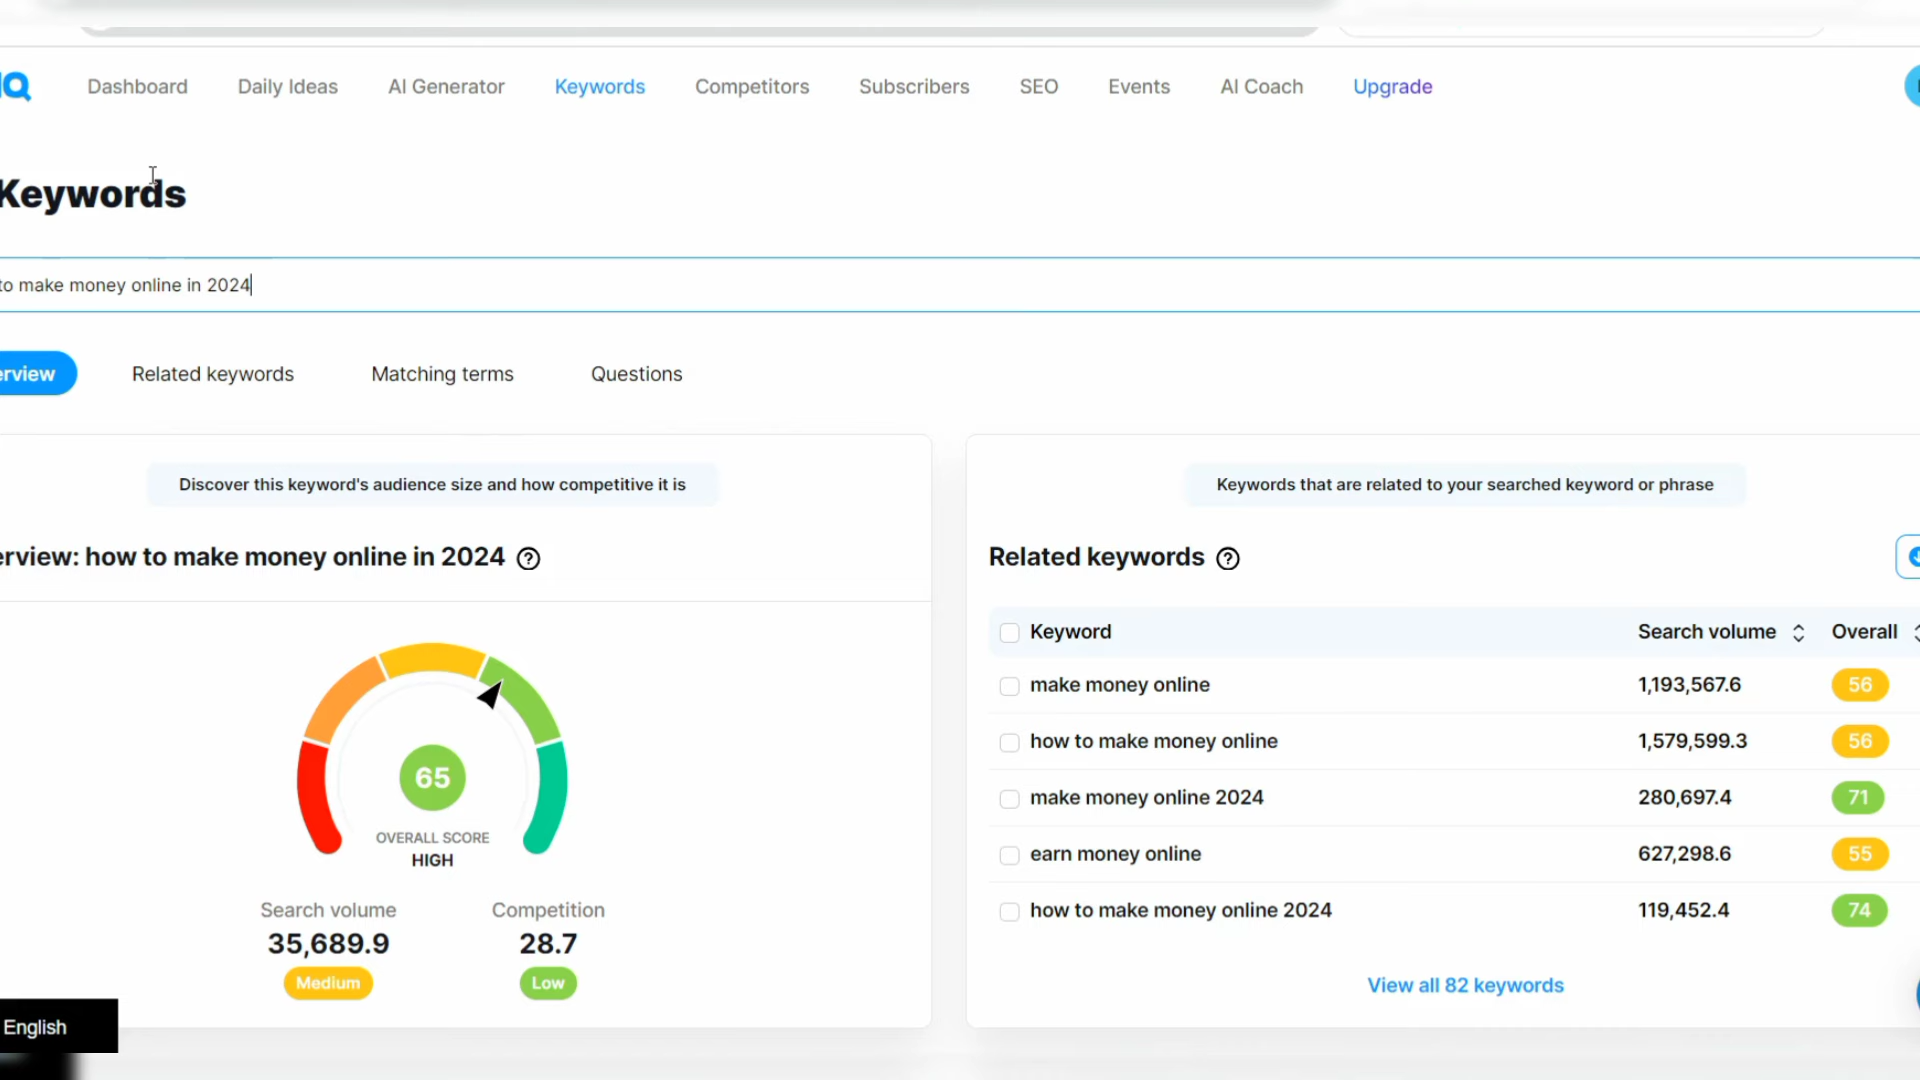 IQ
Dashboard Daily Ideas AI Generator Keywords Competitors Subscribers SEO Events AI Coach Upgrade
Keywords
to make money online in 2024
erview Related keywords Matching terms Questions
Discover this keyword's audience size and how competitive it is
erview: how to make money online in 2024 ?
65
OVERALL SCORE
HIGH
Search volume Competition
35,689.9 28.7
Medium Low
Keywords that are related to your searched keyword or phrase
Related keywords ?
Keyword Search volume Overall
make money online 1,193,567.6 56
how to make money online 1,579,599.3 56
make money online 2024 280,697.4 71
earn money online 627,298.6 55
how to make money online 2024 119,452.4 74
View all 82 keywords
English